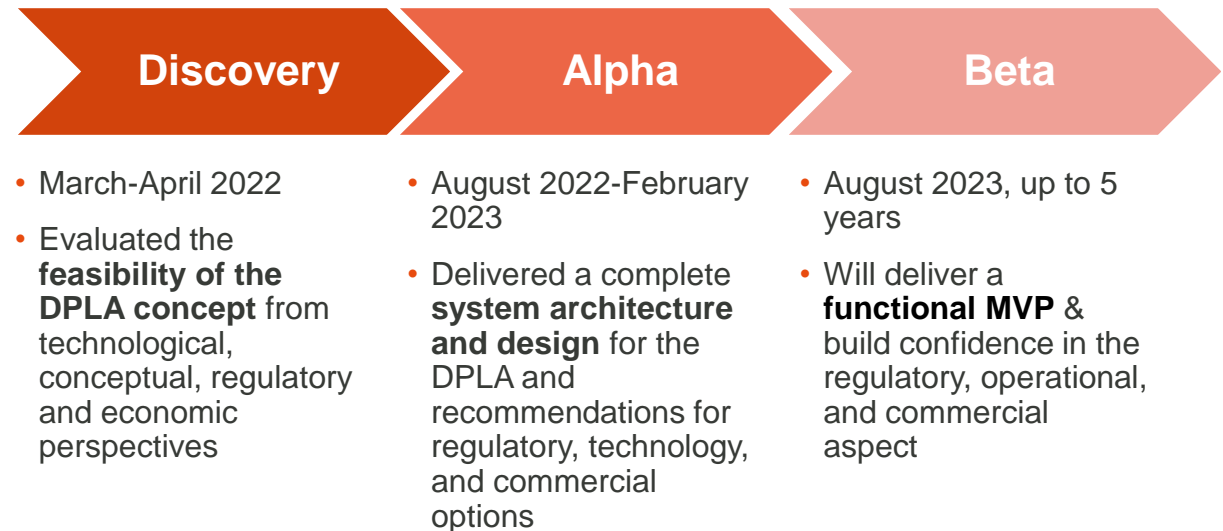 Discovery
Alpha
Beta
• March-April 2022
• Evaluated the
feasibility of the
DPLA concept from
technological,
conceptual, regulatory
and economic
perspectives
• August 2022-February
2023
• Delivered a complete
system architecture
and design for the
DPLA and
recommendations for
regulatory, technology,
and commercial
options
• August 2023, up to 5
years
• Will deliver a
functional MVP &
build confidence in the
regulatory, operational,
and commercial
aspect